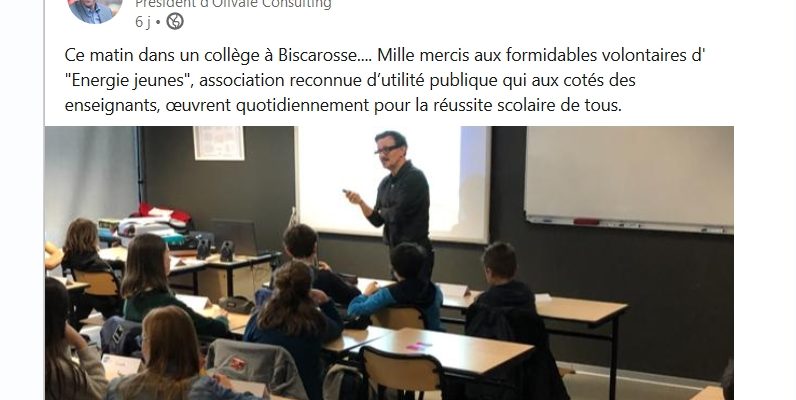 Président d'Olivale Consulting
6 j •
Ce matin dans un collège à Biscarosse.... Mille mercis aux formidables volontaires d'
"Energie jeunes", association reconnue d’utilité publique qui aux cotés des
enseignants, œuvrent quotidiennement pour la réussite scolaire de tous.